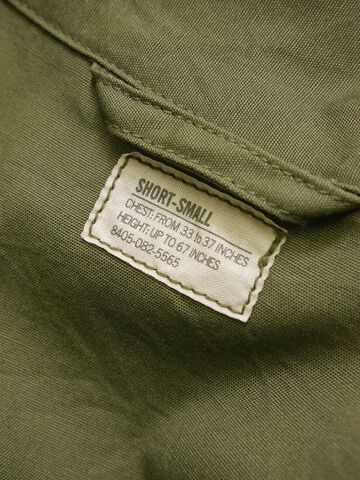 SHORT-SMALL
CHEST: FROM 33 to 37 INCHES
HEIGHT: UP TO 67 INCHES
8405-082-5565